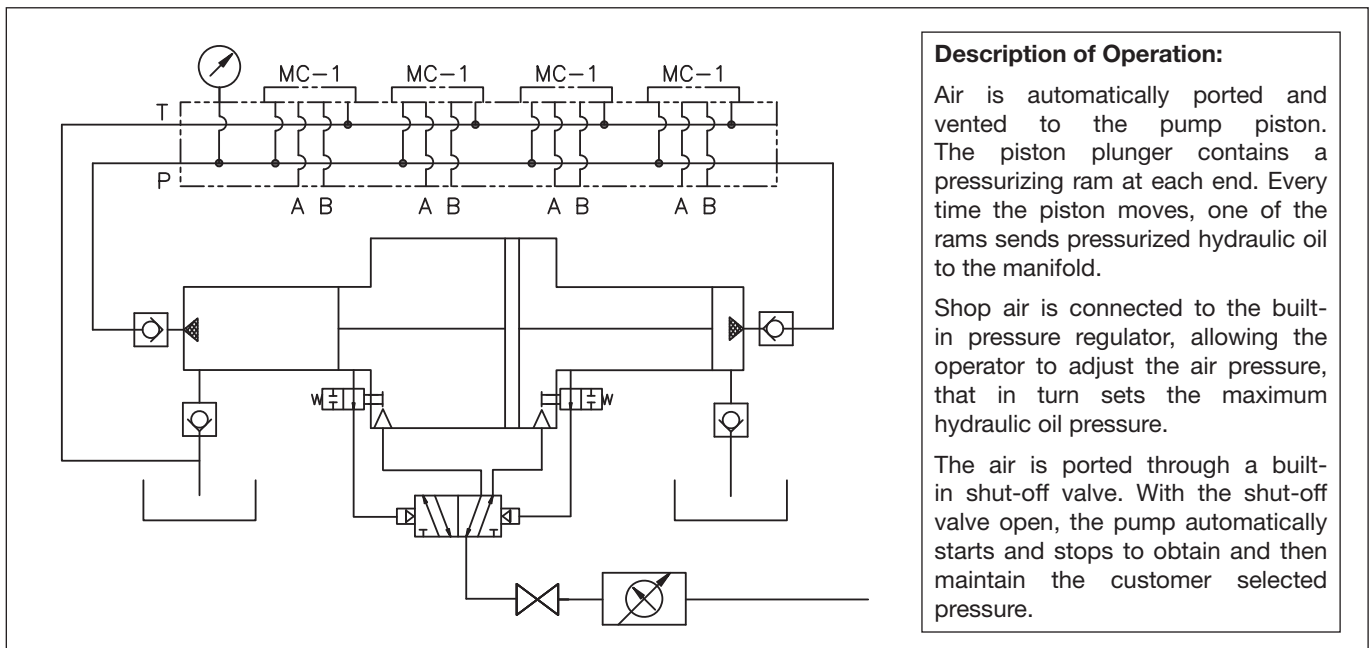 MC-1 MC-1 MC-1 MC-1
T
P
A B A B A B A B
Description of Operation:
Air is automatically ported and
vented to the pump piston.
The piston plunger contains a
pressurizing ram at each end. Every
time the piston moves, one of the
rams sends pressurized hydraulic oil
to the manifold.
Shop air is connected to the built-
in pressure regulator, allowing the
operator to adjust the air pressure,
that in turn sets the maximum
hydraulic oil pressure.
The air is ported through a built-
in shut-off valve. With the shut-off
valve open, the pump automatically
starts and stops to obtain and then
maintain the customer selected
pressure.